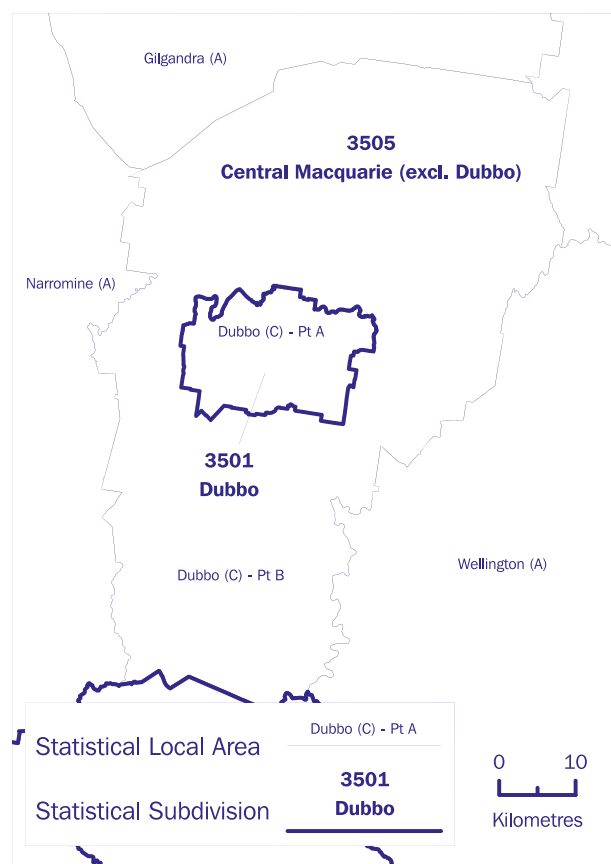 Gilgandra (A)
3505
Central Macquarie (excl. Dubbo)
Narromine (A)
Dubbo (C) - Pt A
3501
Dubbo
Wellington (A)
Dubbo (C) - Pt B
Statistical Local Area
Dubbo (C) - Pt A
Statistical Subdivision
3501
Dubbo
0 10
Kilometres